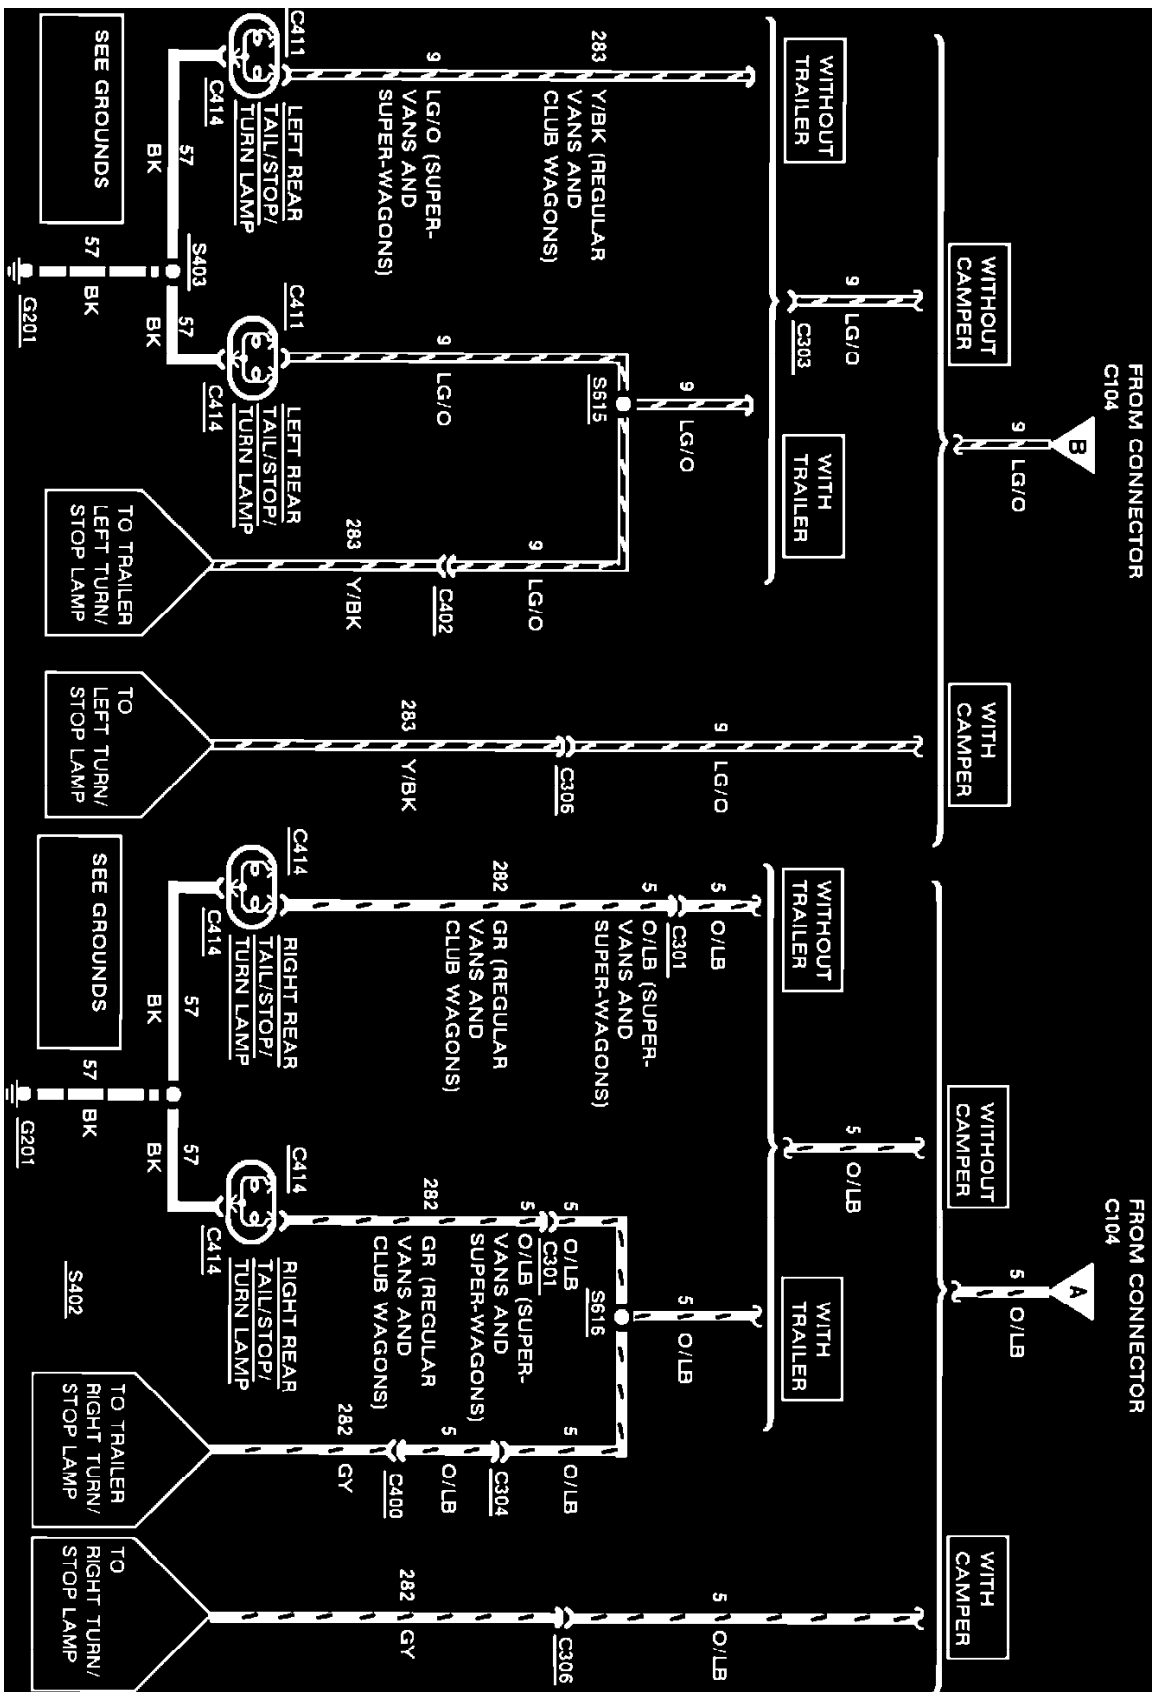 FROM CONNECTOR
C104
B
9
LG/O
WITHOUT
CAMPER
WITH
CAMPER
9
LG/O
C303
WITHOUT
TRAILER
WITH
TRAILER
283
Y/BK (REGULAR
VANS AND
CLUB WAGONS)
9
LG/O (SUPER-
VANS AND
SUPER-WAGONS)
9
LG/O
S615
9
LG/O
9
LG/O
C402
283
Y/BK
9
LG/O
C306
283
Y/BK
C411
LEFT REAR
TAIL/STOP/
TURN LAMP
C414
C411
LEFT REAR
TAIL/STOP/
TURN LAMP
C414
57
BK
S403
57
BK
57
BK
G201
SEE GROUNDS
TO TRAILER
LEFT TURN/
STOP LAMP
TO
LEFT TURN/
STOP LAMP
FROM CONNECTOR
C104
A
5
O/LB
WITHOUT
CAMPER
WITH
CAMPER
5
O/LB
WITHOUT
TRAILER
WITH
TRAILER
5
O/LB
C301
5
O/LB (SUPER-
VANS AND
SUPER-WAGONS)
282
GR (REGULAR
VANS AND
CLUB WAGONS)
5
O/LB
S616
5
O/LB
C301
5
O/LB (SUPER-
VANS AND
SUPER-WAGONS)
282
GR (REGULAR
VANS AND
CLUB WAGONS)
5
O/LB
C304
5
O/LB
C400
282
GY
5
O/LB
C306
282
GY
C414
RIGHT REAR
TAIL/STOP/
TURN LAMP
C414
C414
RIGHT REAR
TAIL/STOP/
TURN LAMP
C414
57
BK
57
BK
57
BK
G201
S402
SEE GROUNDS
TO TRAILER
RIGHT TURN/
STOP LAMP
TO
RIGHT TURN/
STOP LAMP